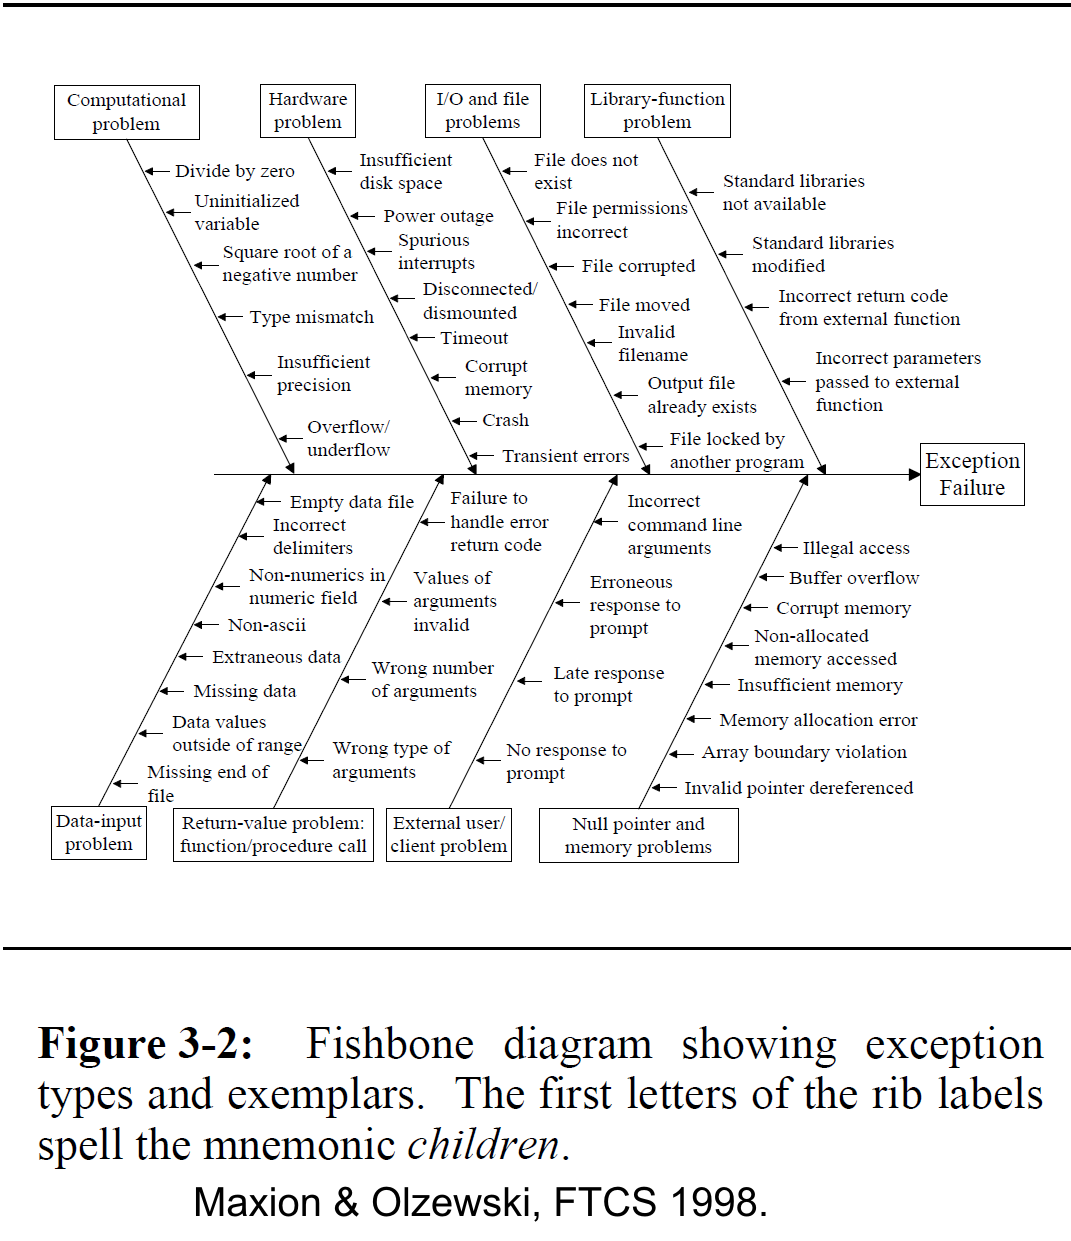 Computational
problem
Hardware
problem
I/O and file
problems
Library-function
problem
Divide by zero
Uninitialized
variable
Square root of a
negative number
Type mismatch
Insufficient
precision
Overflow/
underflow
Insufficient
disk space
Power outage
Spurious
interrupts
Disconnected/
dismounted
Timeout
Corrupt
memory
Crash
Transient errors
File does not
exist
File permissions
incorrect
File corrupted
File moved
Invalid
filename
Output file
already exists
File locked by
another program
Standard libraries
not available
Standard libraries
modified
Incorrect return code
from external function
Incorrect parameters
passed to external
function
Exception
Failure
Empty data file
Incorrect
delimiters
Non-numerics in
numeric field
Non-ascii
Extraneous data
Missing data
Data values
outside of range
Missing end of
file
Failure to
handle error
return code
Values of
arguments
invalid
Wrong number
of arguments
Wrong type of
arguments
Incorrect
command line
arguments
Erroneous
response to
prompt
Late response
to prompt
No response to
prompt
Illegal access
Buffer overflow
Corrupt memory
Non-allocated
memory accessed
Insufficient memory
Memory allocation error
Array boundary violation
Invalid pointer dereferenced
Data-input
problem
Return-value problem:
function/procedure call
External user/
client problem
Null pointer and
memory problems
Figure 3-2: Fishbone diagram showing exception
types and exemplars. The first letters of the rib labels
spell the mnemonic children.
Maxion & Olzewski, FTCS 1998.